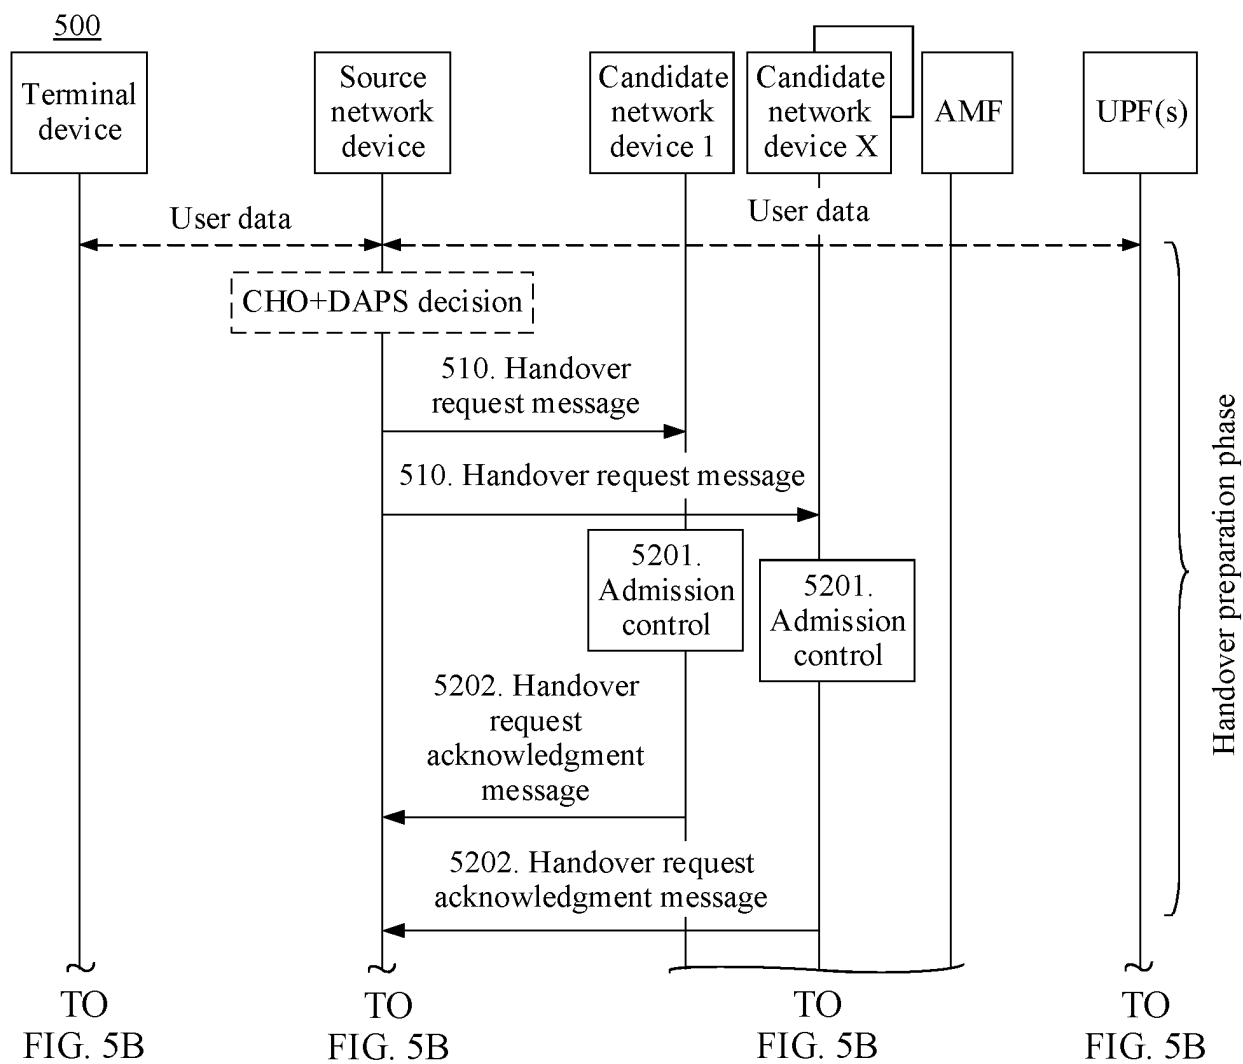 500
Terminal
device
Source
network
device
Candidate
network
device 1
Candidate
network
device X
AMF
UPF(s)
User data
User data
CHO+DAPS decision
510. Handover
request message
510. Handover request message
5201.
Admission
control
5201.
Admission
control
5202. Handover
request
acknowledgment
message
5202. Handover request
acknowledgment message
Handover preparation phase
TO
FIG. 5B
TO
FIG. 5B
TO
FIG. 5B
TO
FIG. 5B